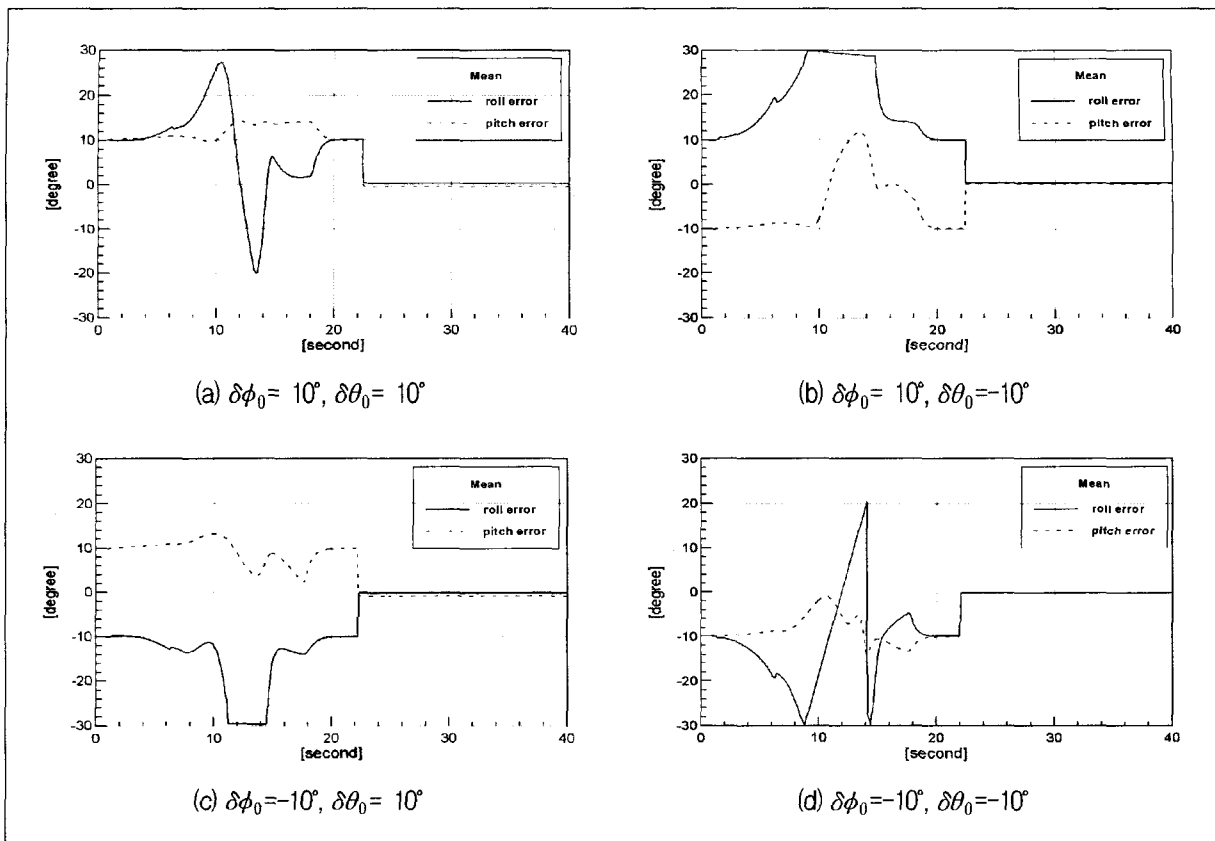 30
20
10
0
-10
-20
-30
[degree]
Mean
roll error
pitch error
0
10
20
30
40
[second]
(a) δϕ₀= 10°, δθ₀= 10°
30
20
10
0
-10
-20
-30
[degree]
Mean
roll error
pitch error
0
10
20
30
40
[second]
(b) δϕ₀= 10°, δθ₀=-10°
30
20
10
0
-10
-20
-30
[degree]
Mean
roll error
pitch error
0
10
20
30
40
[second]
(c) δϕ₀=-10°, δθ₀= 10°
30
20
10
0
-10
-20
-30
[degree]
Mean
roll error
pitch error
0
10
20
30
40
[second]
(d) δϕ₀=-10°, δθ₀=-10°